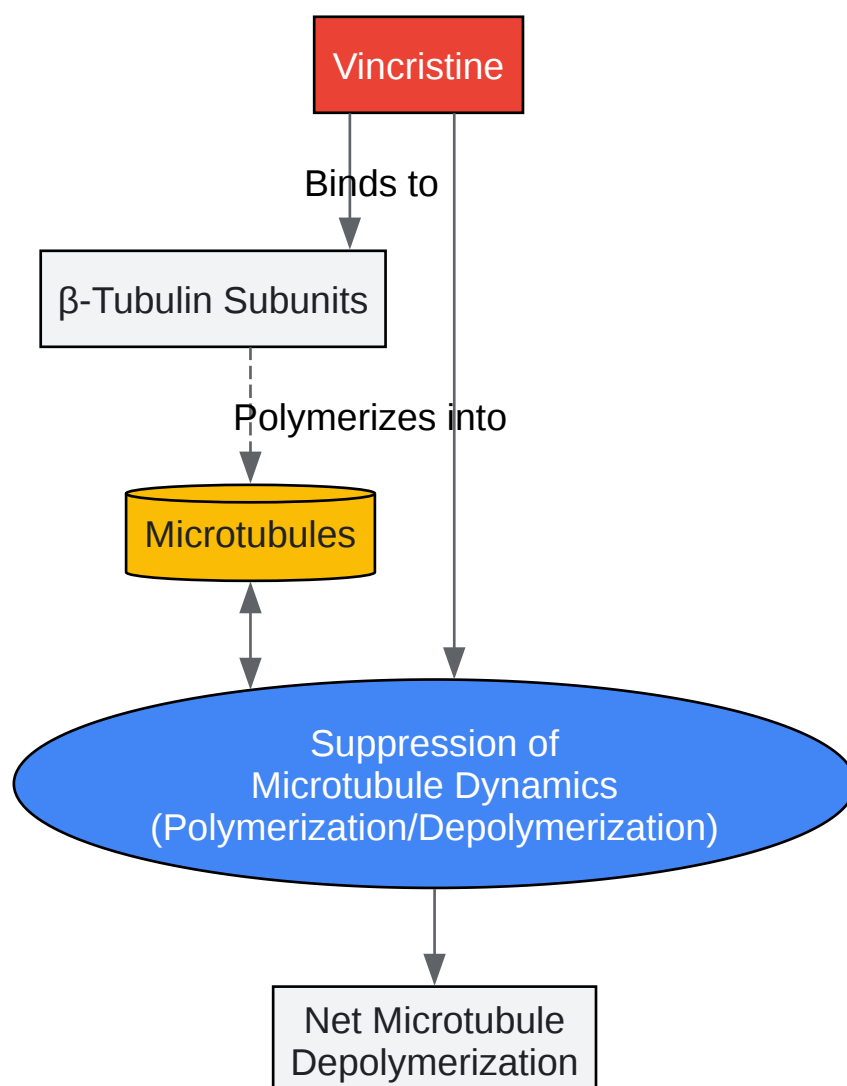 Vincristine
Binds to
β-Tubulin Subunits
Polymerizes into
Microtubules
Suppression of
Microtubule Dynamics
(Polymerization/Depolymerization)
Net Microtubule
Depolymerization